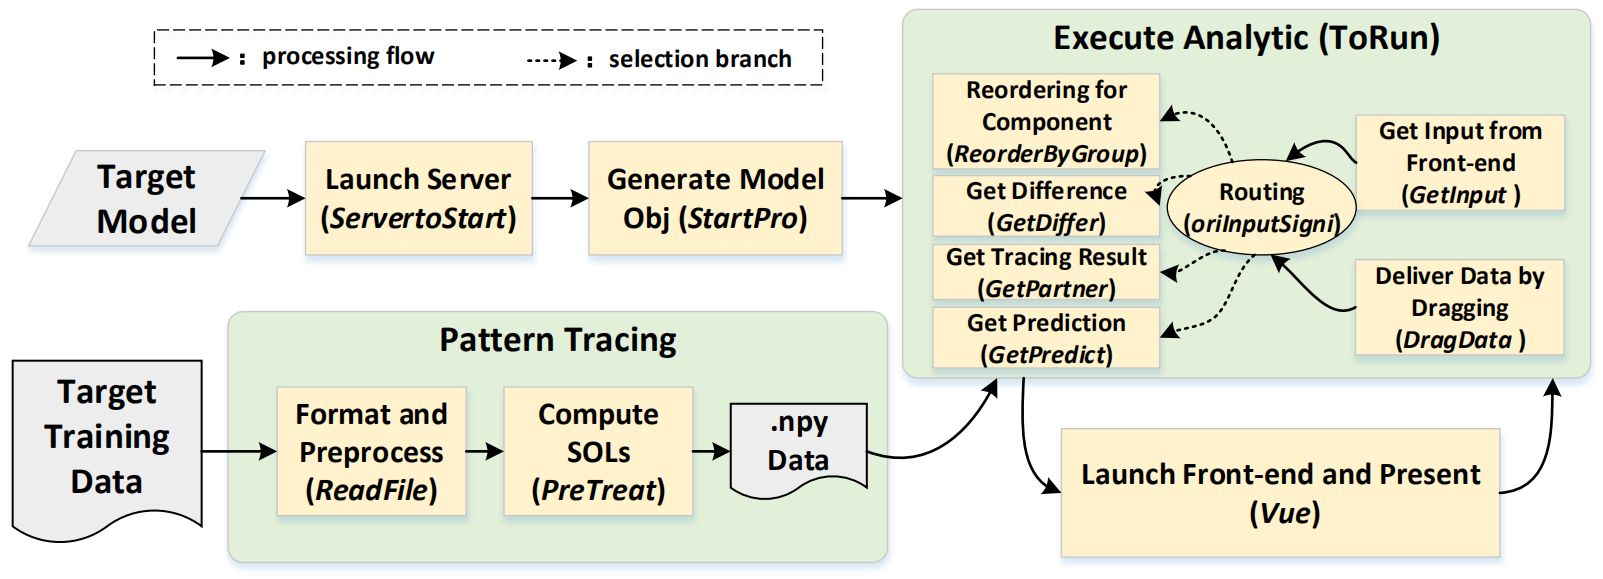 : processing flow
: selection branch
Target
Model
Launch Server
(ServertoStart)
Generate Model
Obj (StartPro)
Execute Analytic (ToRun)
Reordering for
Component
(ReorderByGroup)
Get Difference
(GetDiffer)
Get Tracing Result
(GetPartner)
Get Prediction
(GetPredict)
Routing
(oriInputSigni)
Get Input from
Front-end
(GetInput )
Deliver Data by
Dragging
(DragData )
Pattern Tracing
Target
Training
Data
Format and
Preprocess
(ReadFile)
Compute
SOLs
(PreTreat)
.npy
Data
Launch Front-end and Present
(Vue)